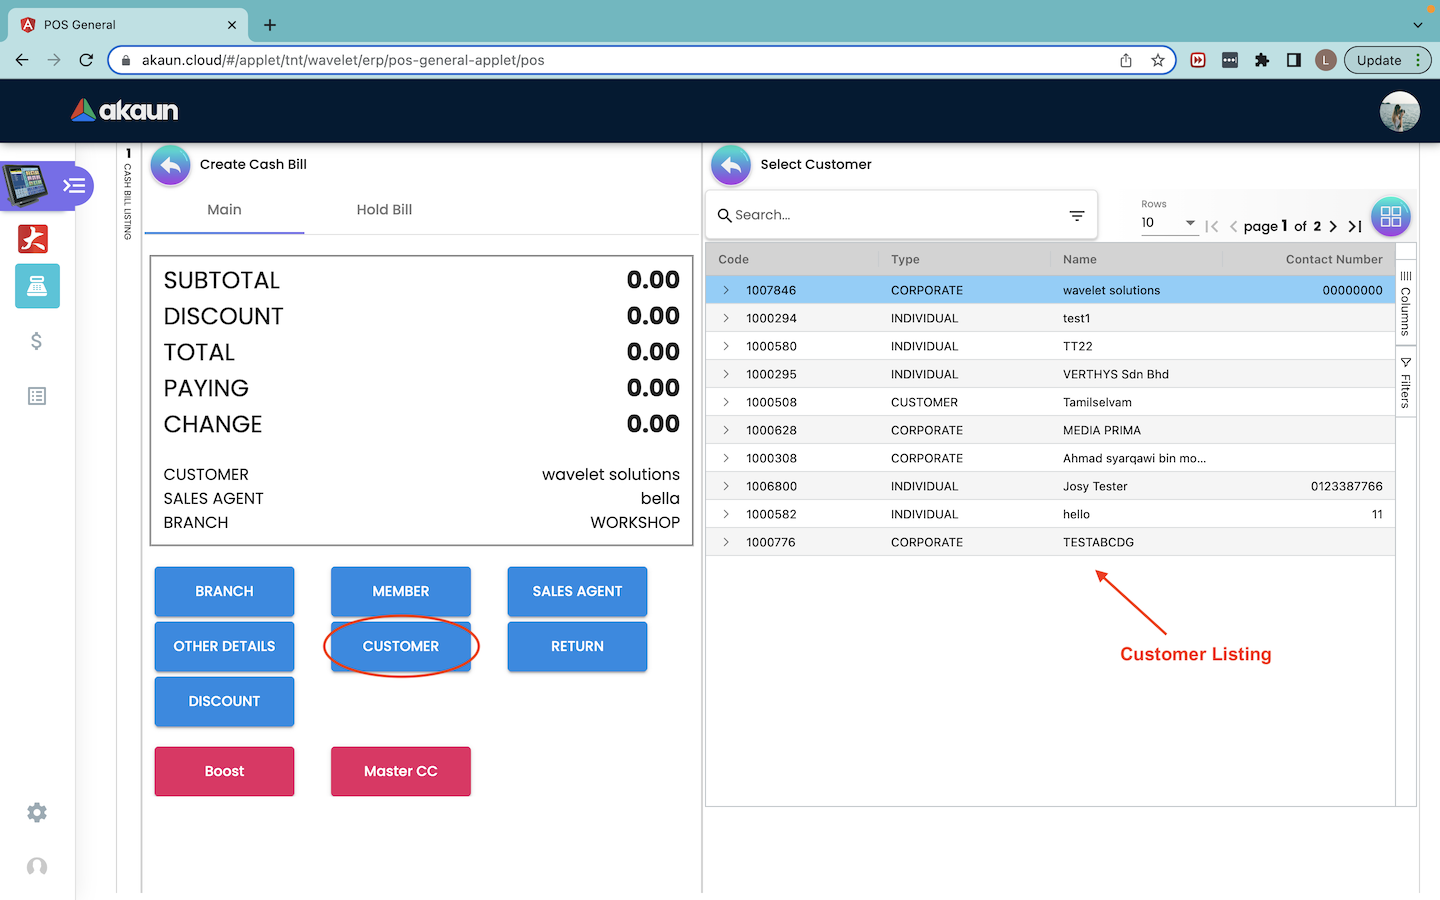 POS General
akaun.cloud/#/applet/tnt/wavelet/erp/pos-general-applet/pos
L
Update
akaun
1
CASH BILL LISTING
Create Cash Bill
Main
Hold Bill
SUBTOTAL 0.00
DISCOUNT 0.00
TOTAL 0.00
PAYING 0.00
CHANGE 0.00
CUSTOMER wavelet solutions
SALES AGENT bella
BRANCH WORKSHOP
BRANCH MEMBER SALES AGENT
OTHER DETAILS CUSTOMER RETURN
DISCOUNT
Boost Master CC
Select Customer
Search...
Rows
10
page 1 of 2
Code Type Name Contact Number
1007846 CORPORATE wavelet solutions 00000000
1000294 INDIVIDUAL test1
1000580 INDIVIDUAL TT22
1000295 INDIVIDUAL VERTHYS Sdn Bhd
1000508 CUSTOMER Tamilselvam
1000628 CORPORATE MEDIA PRIMA
1000308 CORPORATE Ahmad syarqawi bin mo...
1006800 INDIVIDUAL Josy Tester 0123387766
1000582 INDIVIDUAL hello 11
1000776 CORPORATE TESTABCDG
Columns
Filters
Customer Listing